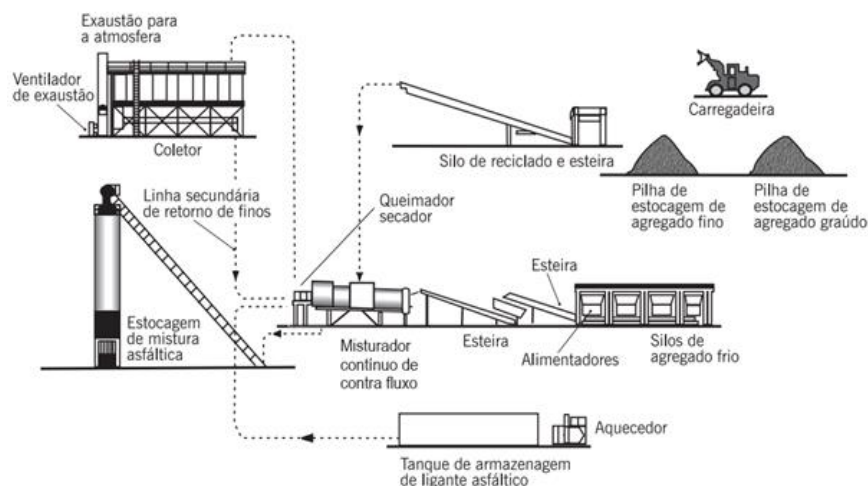 Exaustão para
a atmosfera
Ventilador
de exaustão
Coletor
Carregadeira
Silo de reciclado e esteira
Pilha de
estocagem de
agregado fino
Pilha de
estocagem de
agregado graúdo
Linha secundária
de retorno de finos
Queimador
secador
Esteira
Estocagem
de mistura
asfáltica
Misturador
contínuo de
contra fluxo
Esteira
Alimentadores
Silos de
agregado frio
Aquecedor
Tanque de armazenagem
de ligante asfáltico